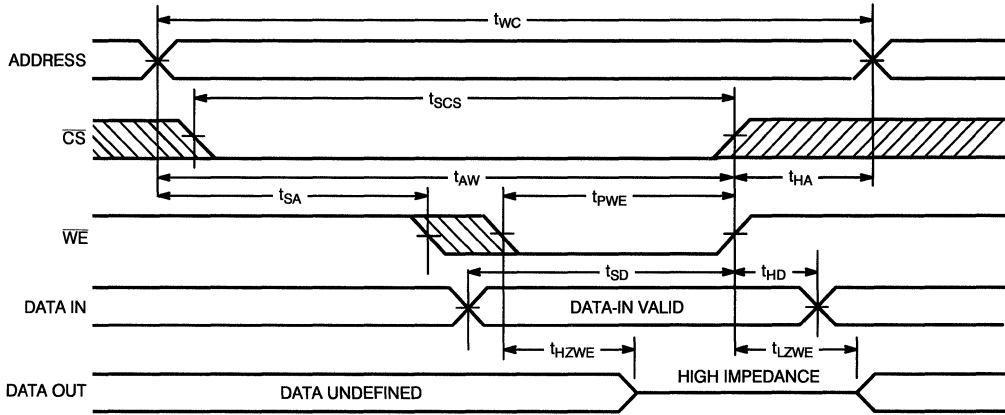 tWC
ADDRESS
tSCS
CS
tAW
tHA
tSA
tPWE
WE
tSD
tHD
DATA IN
DATA-IN VALID
tHZWE
tLZWE
HIGH IMPEDANCE
DATA OUT
DATA UNDEFINED